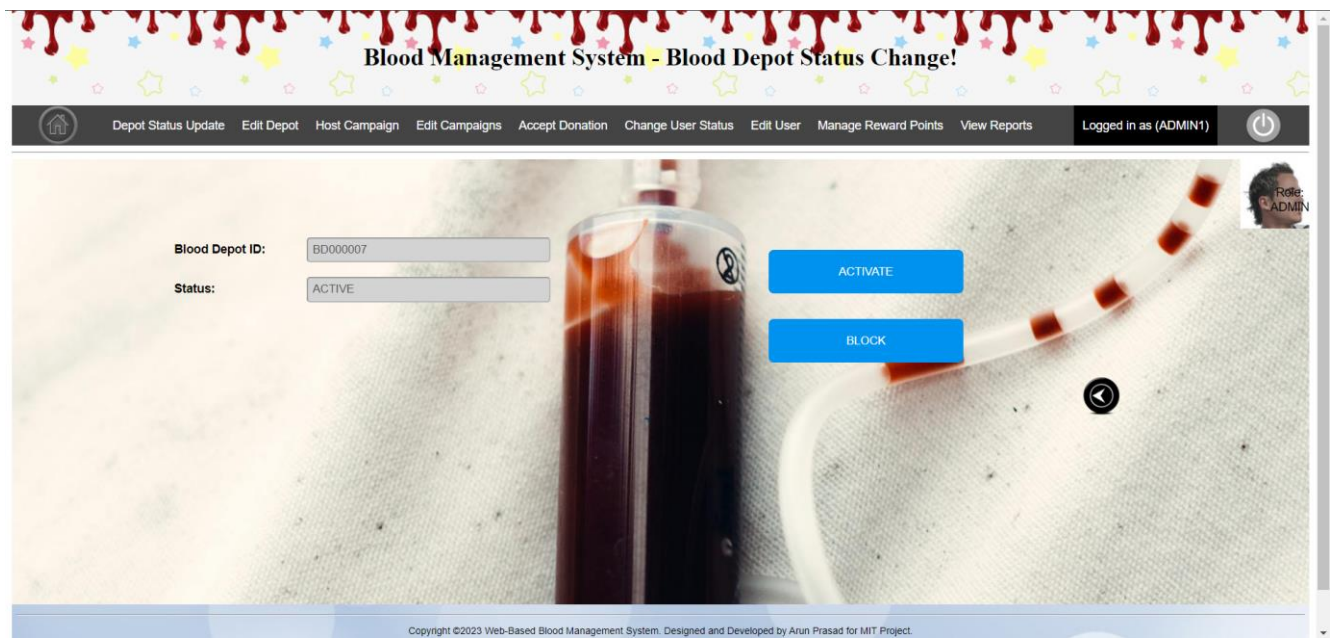 Blood Management System - Blood Depot Status Change!
Depot Status Update Edit Depot Host Campaign Edit Campaigns Accept Donation Change User Status Edit User Manage Reward Points View Reports Logged in as (ADMIN1)
Role:
ADMIN
Blood Depot ID: BD000007
ACTIVATE
Status: ACTIVE
BLOCK
Copyright ©2023 Web-Based Blood Management System. Designed and Developed by Arun Prasad for MIT Project.